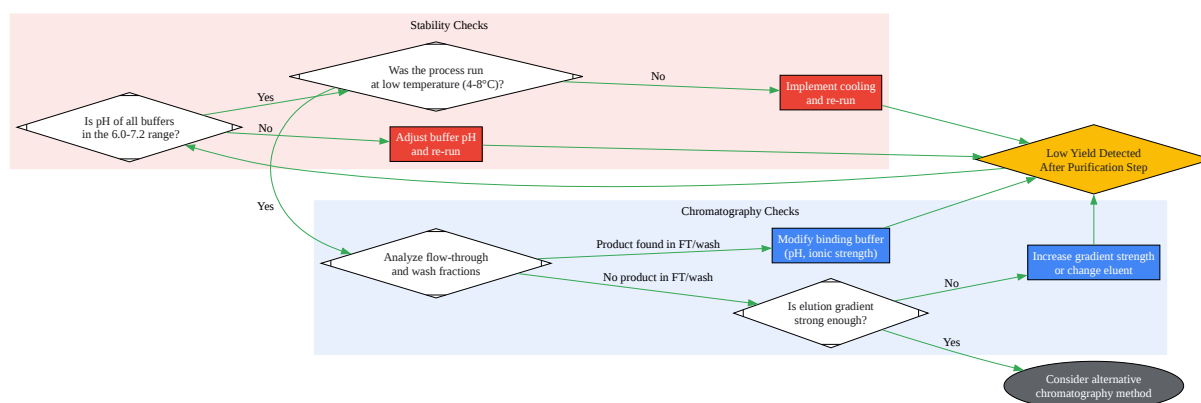 Stability Checks
Was the process run
at low temperature (4-8°C)?
No
Implement cooling
and re-run
Yes
Is pH of all buffers
in the 6.0-7.2 range?
No
Adjust buffer pH
and re-run
Low Yield Detected
After Purification Step
Yes
Chromatography Checks
Analyze flow-through
and wash fractions
Product found in FT/wash
Modify binding buffer
(pH, ionic strength)
No product in FT/wash
Is elution gradient
strong enough?
No
Increase gradient strength
or change eluent
Yes
Consider alternative
chromatography method